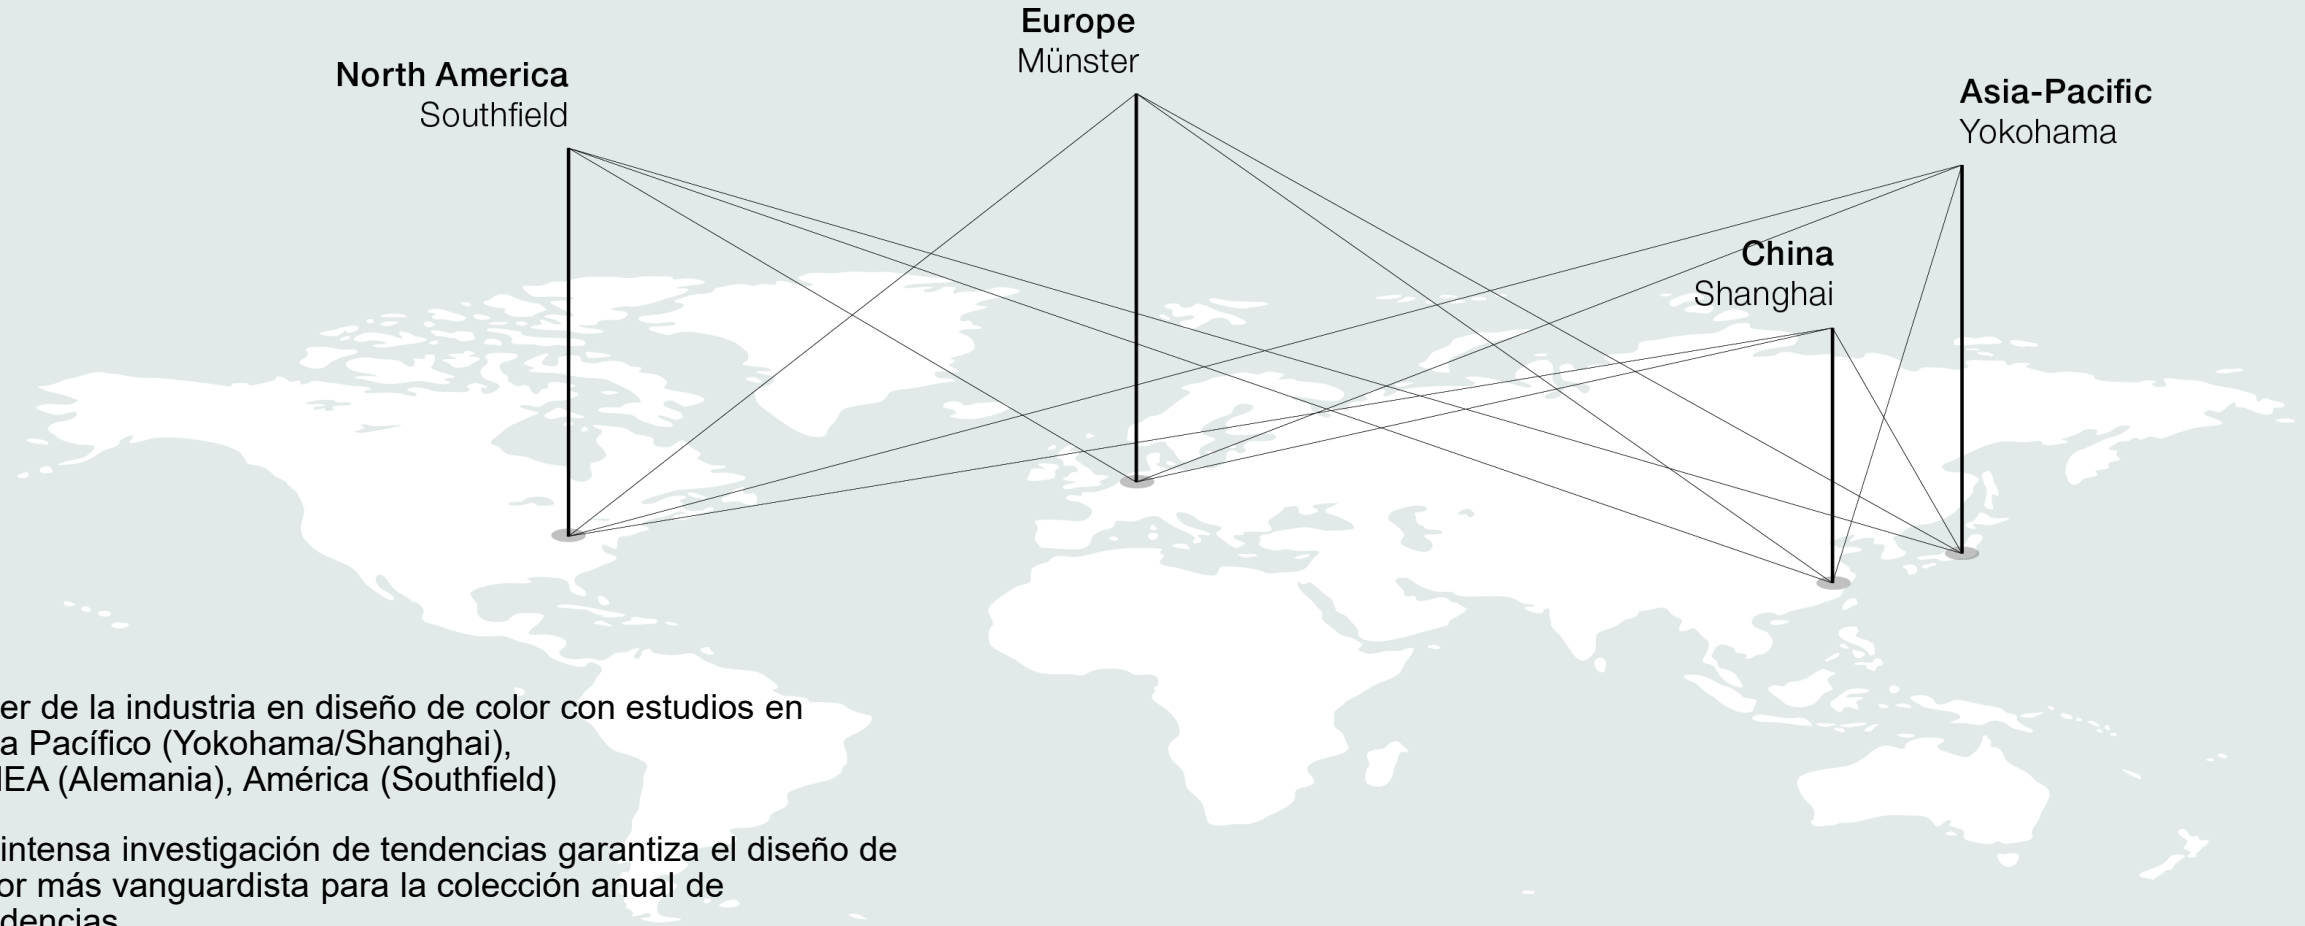 Europe
Münster
North America
Southfield
Asia-Pacific
Yokohama
China
Shanghai
er de la industria en diseño de color con estudios en
a Pacífico (Yokohama/Shanghai),
EA (Alemania), América (Southfield)
intensa investigación de tendencias garantiza el diseño de
or más vanguardista para la colección anual de
dencias